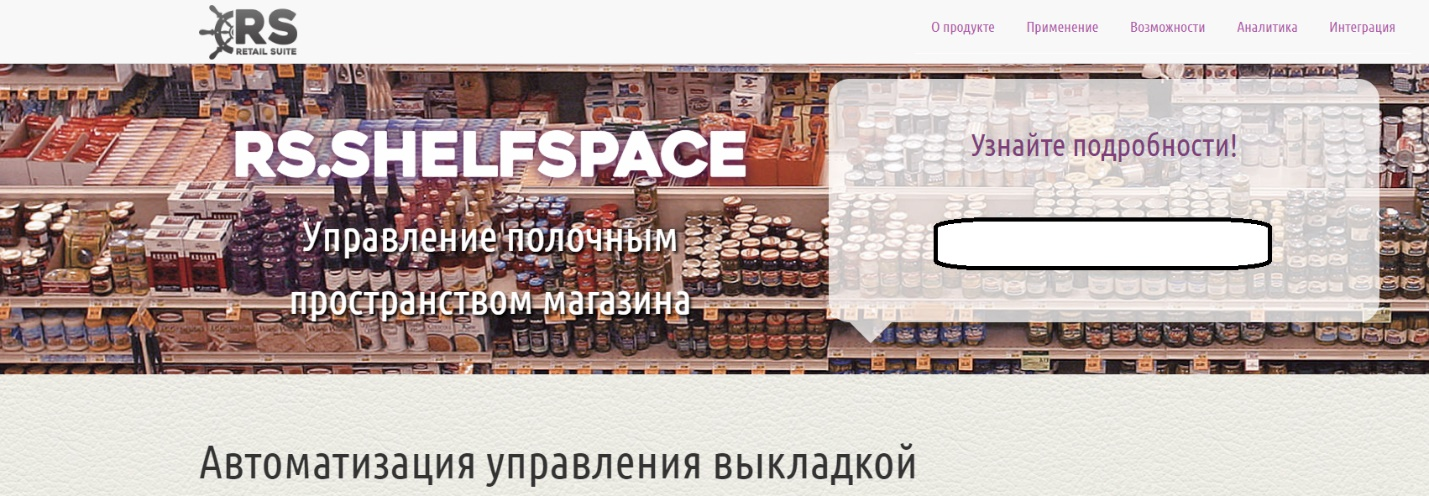 RS
RETAIL SUITE
О продукте Применение Возможности Аналитика Интеграция
RS.SHELFSPACE
Управление полочным
пространством магазина
Узнайте подробности!
Автоматизация управления выкладкой